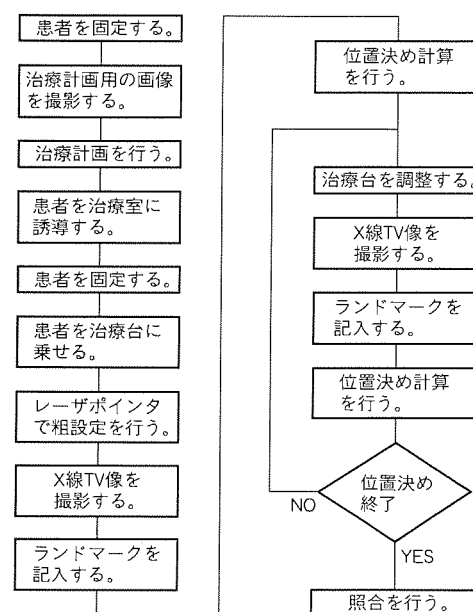 患者を固定する。
治療計画用の画像
を撮影する。
治療計画を行う。
患者を治療室に
誘導する。
患者を固定する。
患者を治療台に
乗せる。
レーザポインタ
で粗設定を行う。
X線TV像を
撮影する。
ランドマークを
記入する。
位置決め計算
を行う。
治療台を調整する。
X線TV像を
撮影する。
ランドマークを
記入する。
位置決め計算
を行う。
位置決め
終了
NO
YES
照合を行う。